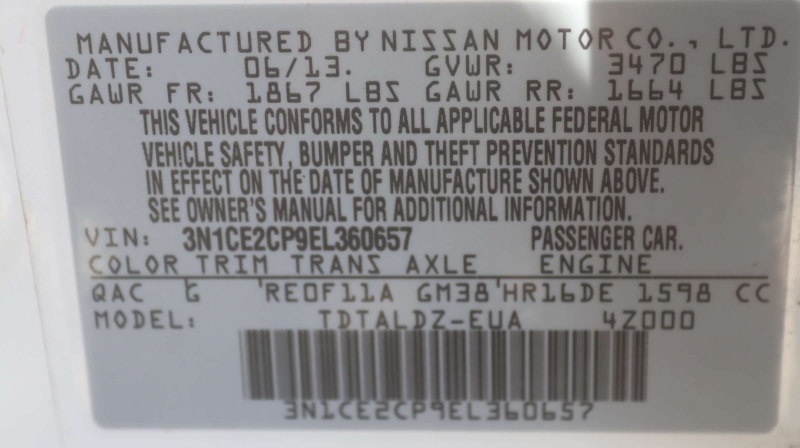 MANUFACTURED BY NISSAN MOTOR CO., LTD.
DATE: 06/13. GVWR: 3470 LBS
GAWR FR: 1867 LBS GAWR RR: 1664 LBS
THIS VEHICLE CONFORMS TO ALL APPLICABLE FEDERAL MOTOR
VEHICLE SAFETY, BUMPER AND THEFT PREVENTION STANDARDS
IN EFFECT ON THE DATE OF MANUFACTURE SHOWN ABOVE.
SEE OWNER'S MANUAL FOR ADDITIONAL INFORMATION.
VIN: 3N1CE2CP9EL360657 PASSENGER CAR.
COLOR TRIM TRANS AXLE ENGINE
QAC G RE0F11A GM38 HR16DE 1598 CC
MODEL: TDTALDZ-EUA 4Z000
3N1CE2CP9EL360657